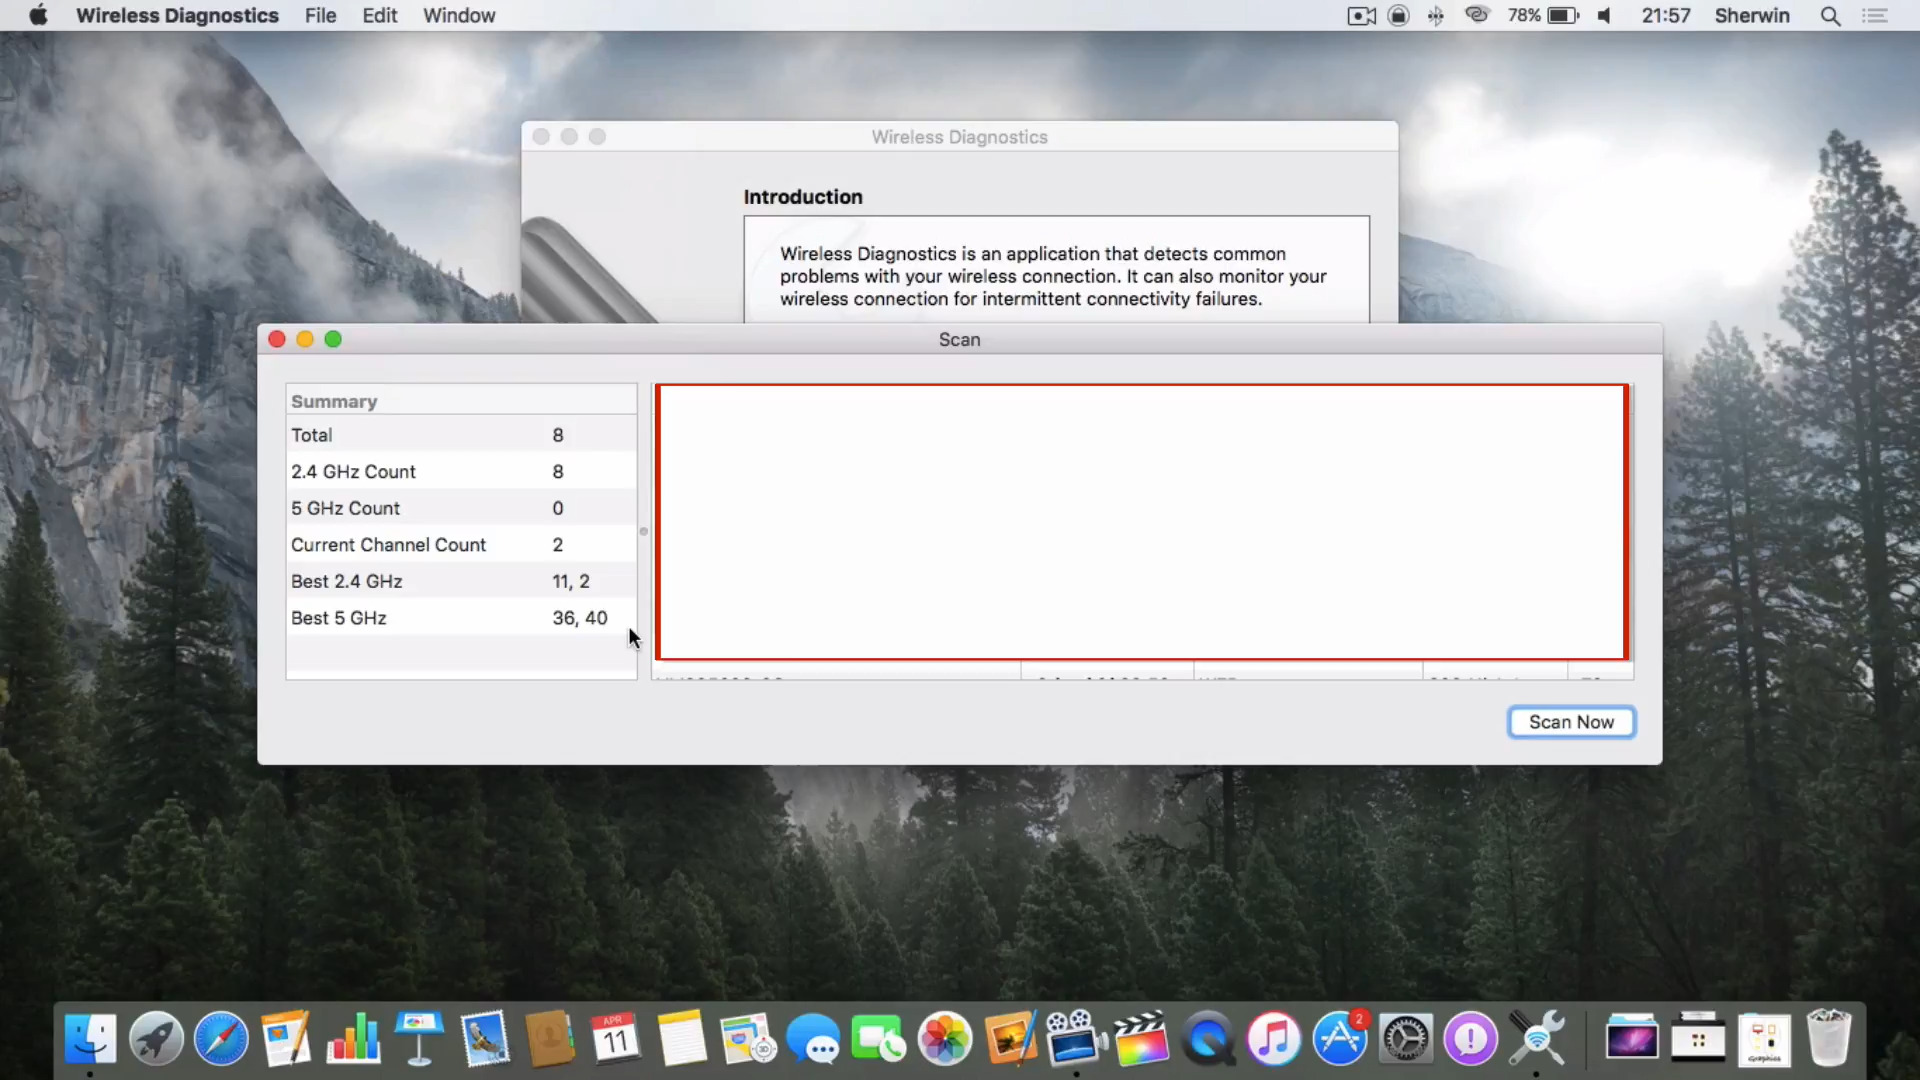 Wireless Diagnostics File Edit Window 78% 21:57 Sherwin
Wireless Diagnostics
Introduction
Wireless Diagnostics is an application that detects common
problems with your wireless connection. It can also monitor your
wireless connection for intermittent connectivity failures.
Scan
Summary
Total 8
2.4 GHz Count 8
5 GHz Count 0
Current Channel Count 2
Best 2.4 GHz 11, 2
Best 5 GHz 36, 40
Scan Now
APR
11
2
Graphics